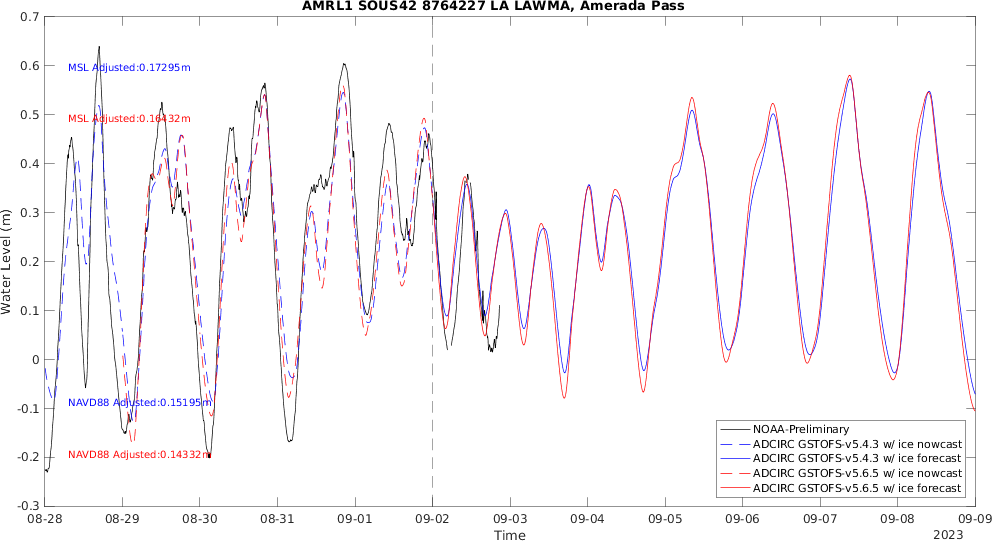 AMRL1 SOUS42 8764227 LA LAWMA, Amerada Pass
0.7
0.6
0.5
0.4
0.3
0.2
0.1
0
-0.1
-0.2
-0.3
Water Level (m)
MSL Adjusted:0.17295m
MSL Adjusted:0.16432m
NAVD88 Adjusted:0.15195m
NAVD88 Adjusted:0.14332m
NOAA-Preliminary
ADCIRC GSTOFS-v5.4.3 w/ ice nowcast
ADCIRC GSTOFS-v5.4.3 w/ ice forecast
ADCIRC GSTOFS-v5.6.5 w/ ice nowcast
ADCIRC GSTOFS-v5.6.5 w/ ice forecast
08-28 08-29 08-30 08-31 09-01 09-02 09-03 09-04 09-05 09-06 09-07 09-08 09-09
Time
2023